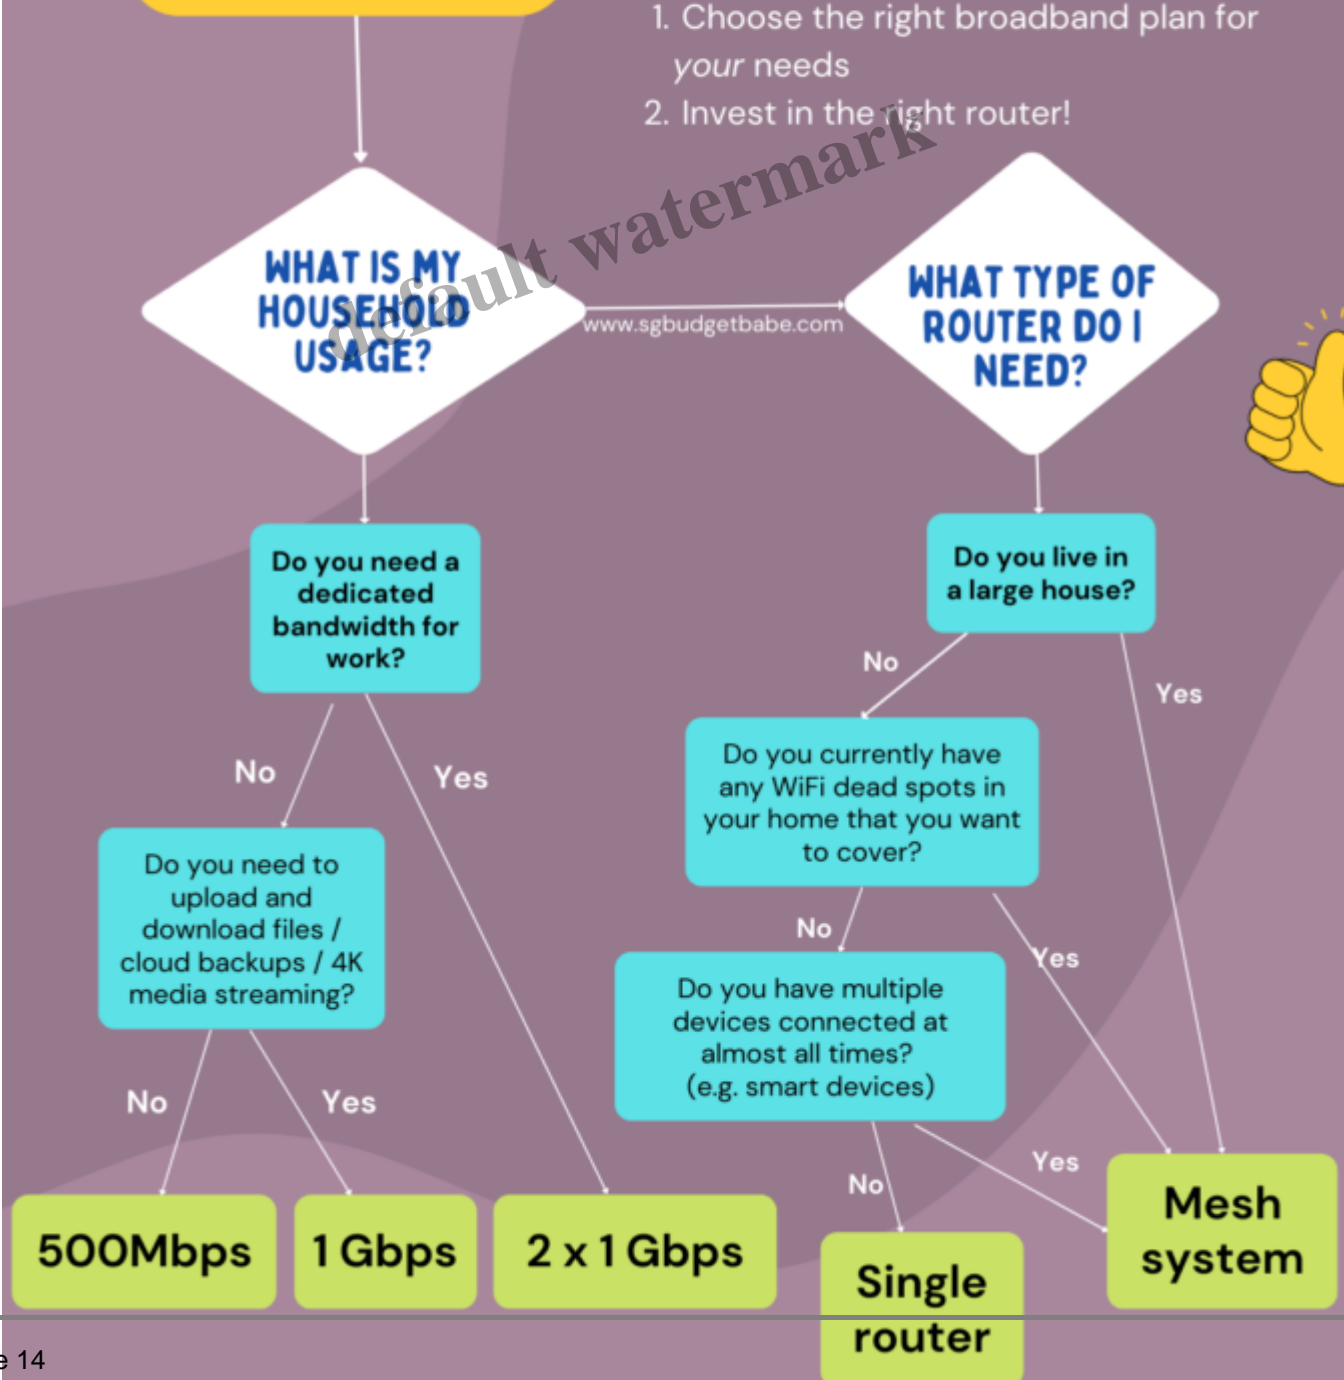 1. Choose the right broadband plan for
your needs
2. Invest in the right router!
default watermark
WHAT IS MY
HOUSEHOLD
USAGE?
www.sgbudgetbabe.com
WHAT TYPE OF
ROUTER DO I
NEED?
Do you need a
dedicated
bandwidth for
work?
No
Yes
Do you need to
upload and
download files /
cloud backups / 4K
media streaming?
No
Yes
500Mbps
1 Gbps
2 x 1 Gbps
Do you live in
a large house?
No
Yes
Do you currently have
any WiFi dead spots in
your home that you want
to cover?
No
Yes
Do you have multiple
devices connected at
almost all times?
(e.g. smart devices)
No
Yes
Single
router
Mesh
system
e 14